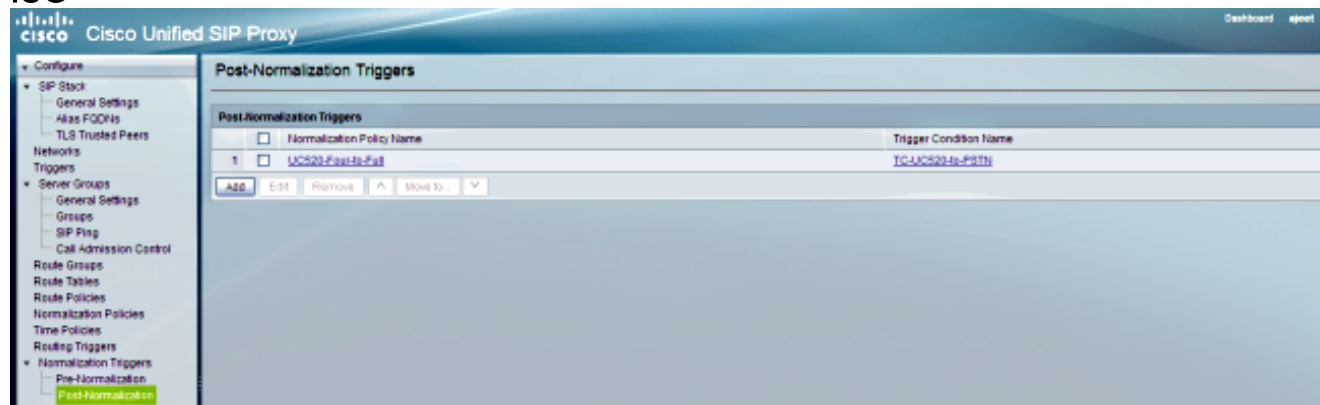 cisco Cisco Unified SIP Proxy
Dashboard ajeet
Configure
SIP Stack
General Settings
Alias FQDNs
TLS Trusted Peers
Networks
Triggers
Server Groups
General Settings
Groups
SIP Ping
Call Admission Control
Route Groups
Route Tables
Route Policies
Normalization Policies
Time Policies
Routing Triggers
Normalization Triggers
Pre-Normalization
Post-Normalization
Post-Normalization Triggers
Post-Normalization Triggers
Normalization Policy Name Trigger Condition Name
1 UC520-Four-to-Full TC-UC520-to-PSTN
Add Edit Remove Move to...